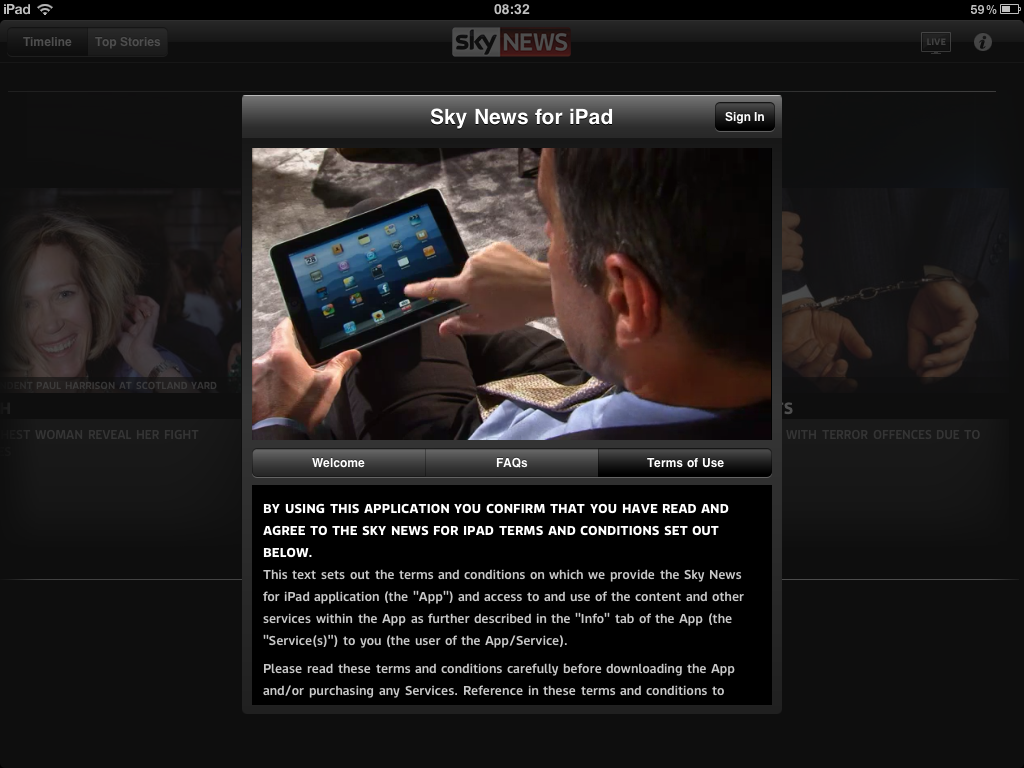 iPad 08:32 59%
Timeline Top Stories sky NEWS LIVE i
Sky News for iPad Sign In
DENT PAUL HARRISON AT SCOTLAND YARD
H
EST WOMAN REVEAL HER FIGHT
S
WITH TERROR OFFENCES DUE TO
Welcome FAQs Terms of Use
BY USING THIS APPLICATION YOU CONFIRM THAT YOU HAVE READ AND
AGREE TO THE SKY NEWS FOR IPAD TERMS AND CONDITIONS SET OUT
BELOW.
This text sets out the terms and conditions on which we provide the Sky News
for iPad application (the "App") and access to and use of the content and other
services within the App as further described in the "Info" tab of the App (the
"Service(s)") to you (the user of the App/Service).
Please read these terms and conditions carefully before downloading the App
and/or purchasing any Services. Reference in these terms and conditions to